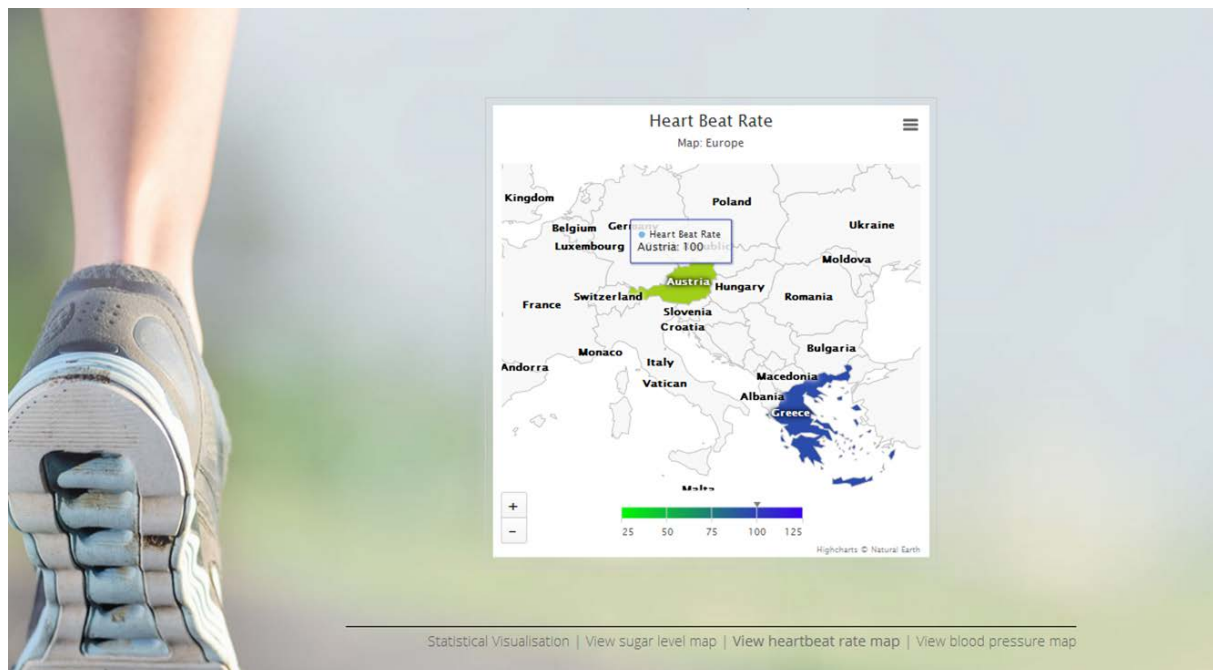 Heart Beat Rate
Map: Europe
Kingdom
Poland
Belgium
Ukraine
Heart Beat Rate
Luxembourg
Austria: 100
Moldova
Austria
Hungary
Switzerland
Romania
France
Slovenia
Croatia
Monaco
Bulgaria
Italy
Andorra
Macedonia
Vatican
Albania
Greece
Malta
+
−
25 50 75 100 125
Highcharts © Natural Earth
Statistical Visualisation | View sugar level map | View heartbeat rate map | View blood pressure map